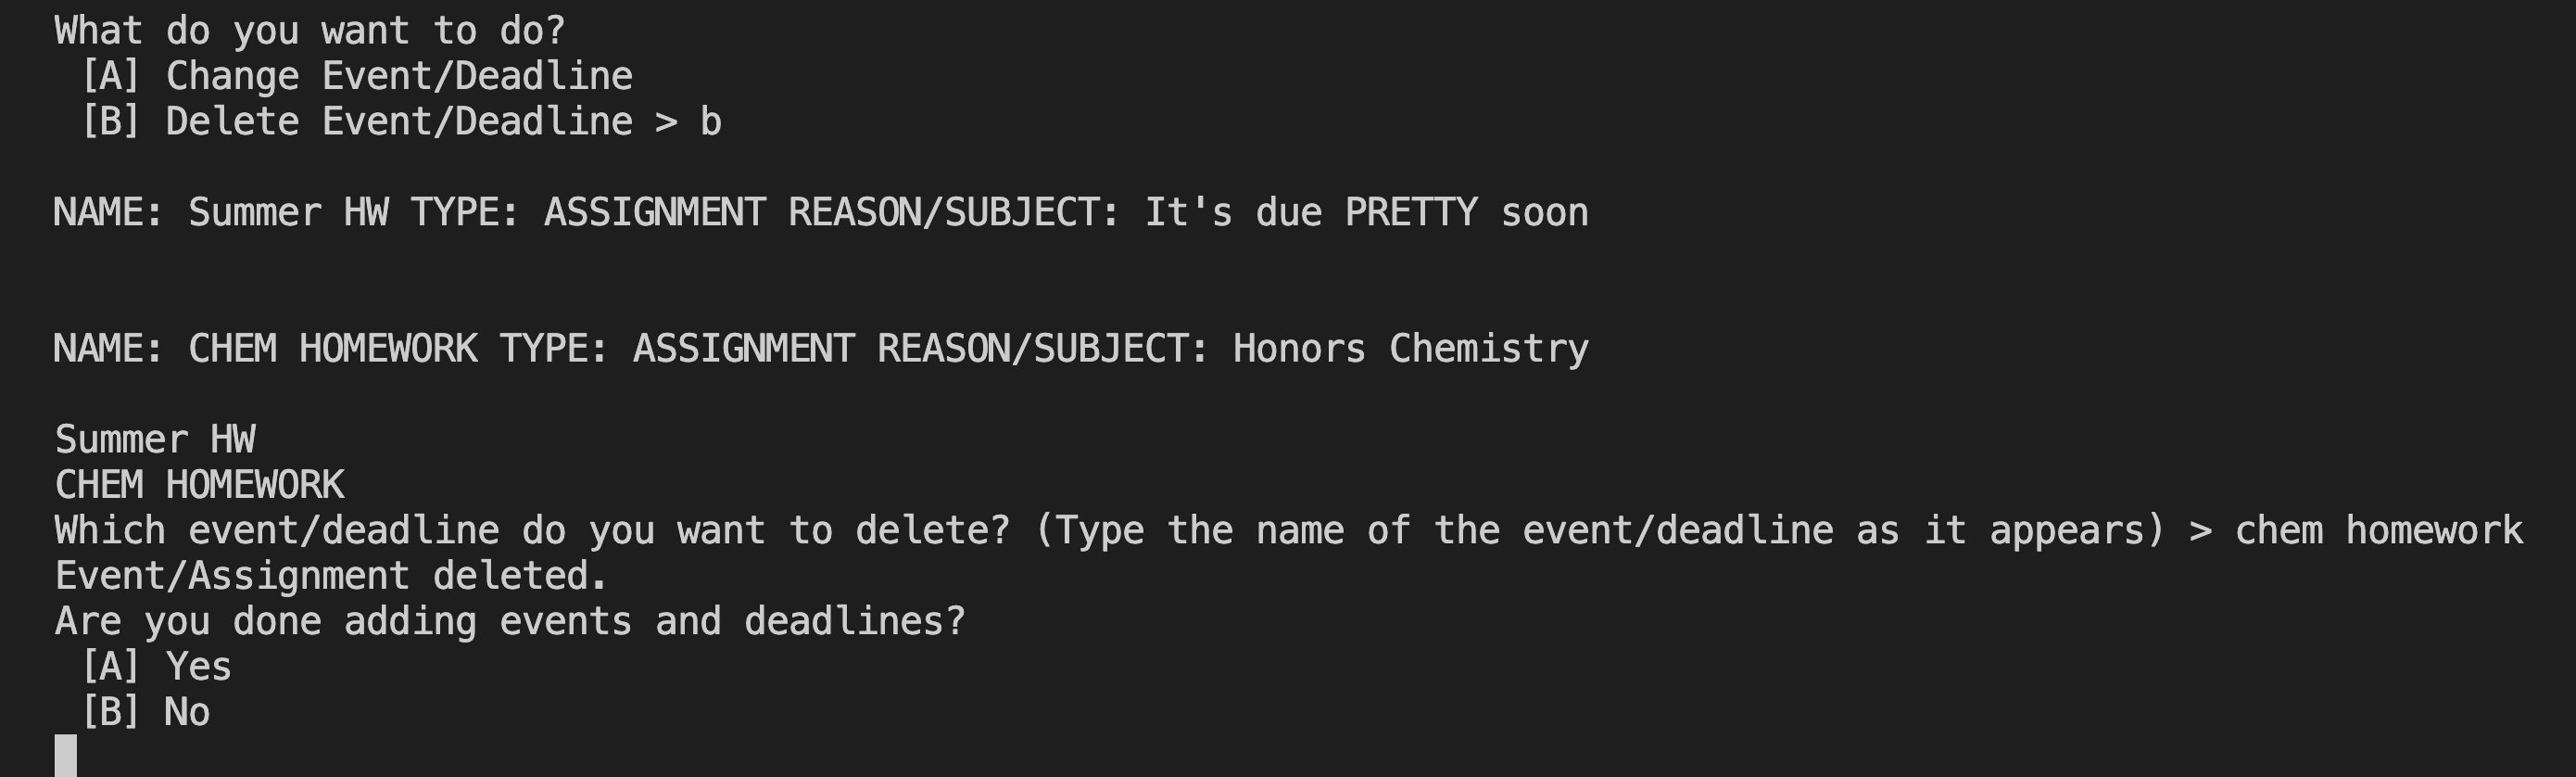 What do you want to do?
[A] Change Event/Deadline
[B] Delete Event/Deadline > b
NAME: Summer HW TYPE: ASSIGNMENT REASON/SUBJECT: It's due PRETTY soon
NAME: CHEM HOMEWORK TYPE: ASSIGNMENT REASON/SUBJECT: Honors Chemistry
Summer HW
CHEM HOMEWORK
Which event/deadline do you want to delete? (Type the name of the event/deadline as it appears) > chem homework
Event/Assignment deleted.
Are you done adding events and deadlines?
[A] Yes
[B] No